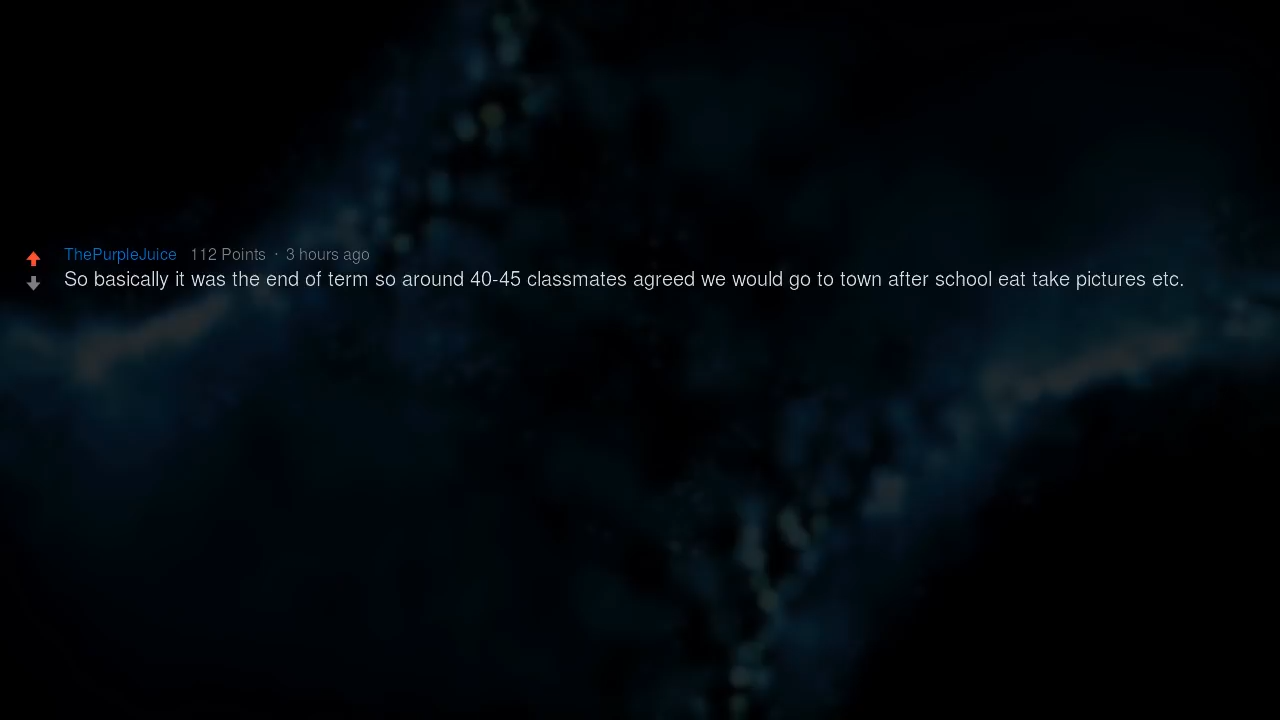 ThePurpleJuice 112 Points · 3 hours ago
So basically it was the end of term so around 40-45 classmates agreed we would go to town after school eat take pictures etc.